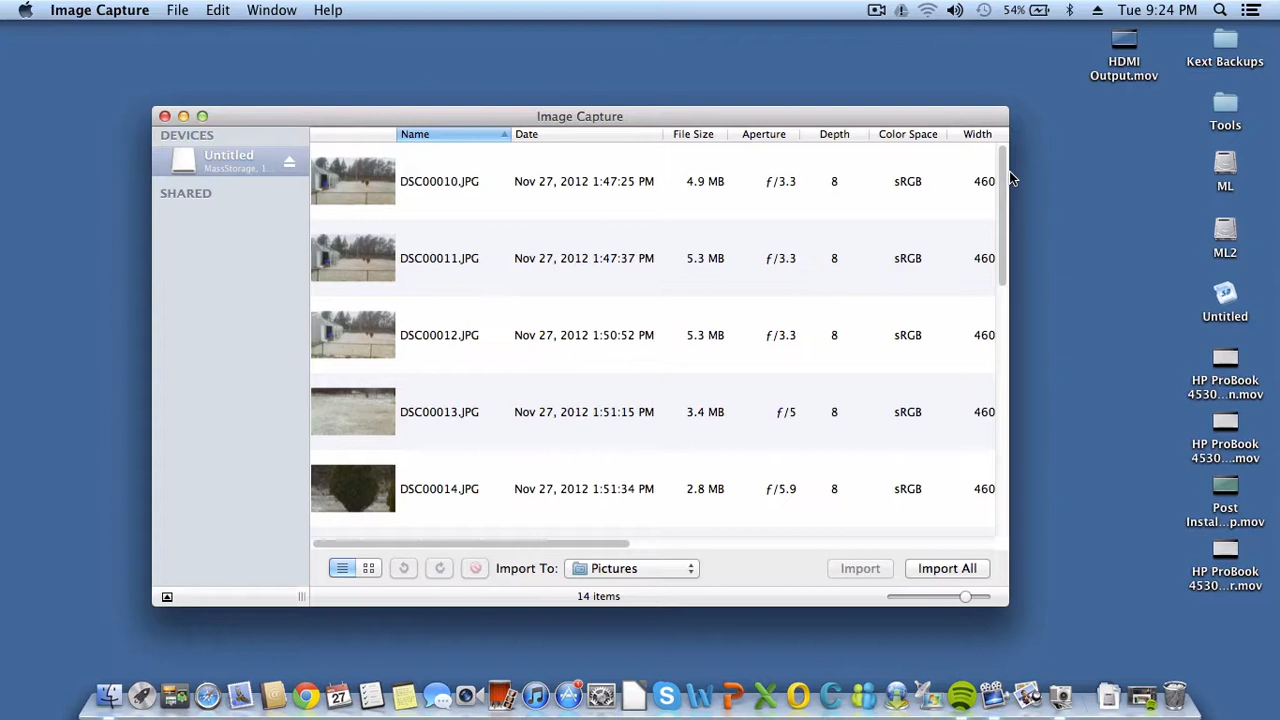 Image Capture File Edit Window Help 54% Tue 9:24 PM
HDMI
Output.mov
Kext Backups
Tools
ML
ML2
Untitled
HP ProBook
4530...n.mov
HP ProBook
4530....mov
Post
Instal...p.mov
HP ProBook
4530...r.mov
Image Capture
DEVICES
Untitled
MassStorage, 1...
SHARED
Name Date File Size Aperture Depth Color Space Width
DSC00010.JPG Nov 27, 2012 1:47:25 PM 4.9 MB ƒ/3.3 8 sRGB 460
DSC00011.JPG Nov 27, 2012 1:47:37 PM 5.3 MB ƒ/3.3 8 sRGB 460
DSC00012.JPG Nov 27, 2012 1:50:52 PM 5.3 MB ƒ/3.3 8 sRGB 460
DSC00013.JPG Nov 27, 2012 1:51:15 PM 3.4 MB ƒ/5 8 sRGB 460
DSC00014.JPG Nov 27, 2012 1:51:34 PM 2.8 MB ƒ/5.9 8 sRGB 460
Import To: Pictures Import Import All
14 items
27